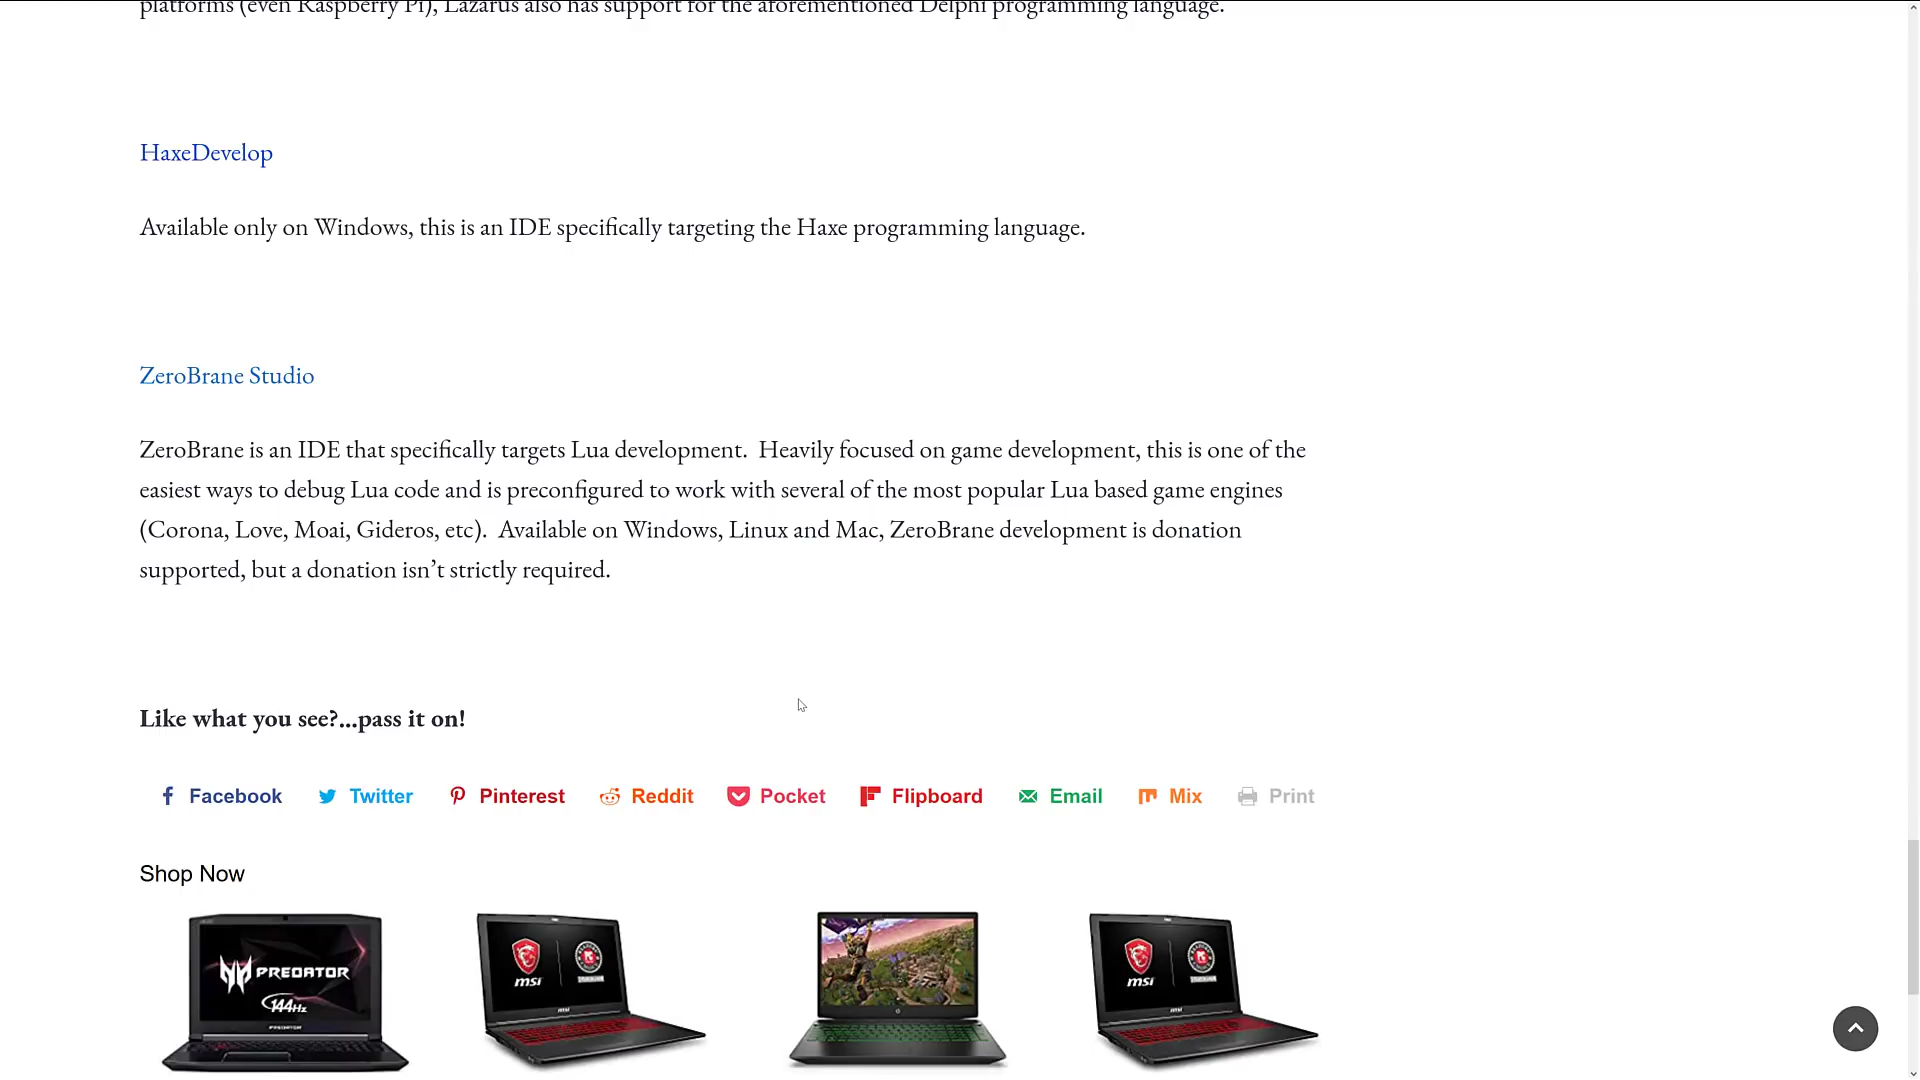 platforms (even Raspberry Pi), Lazarus also has support for the aforementioned Delphi programming language.
HaxeDevelop
Available only on Windows, this is an IDE specifically targeting the Haxe programming language.
ZeroBrane Studio
ZeroBrane is an IDE that specifically targets Lua development.  Heavily focused on game development, this is one of the
easiest ways to debug Lua code and is preconfigured to work with several of the most popular Lua based game engines
(Corona, Love, Moai, Gideros, etc).  Available on Windows, Linux and Mac, ZeroBrane development is donation
supported, but a donation isn’t strictly required.
Like what you see?...pass it on!
Facebook Twitter Pinterest Reddit Pocket Flipboard Email Mix Print
Shop Now
PREDATOR
144Hz
PREDATOR
msi
msi